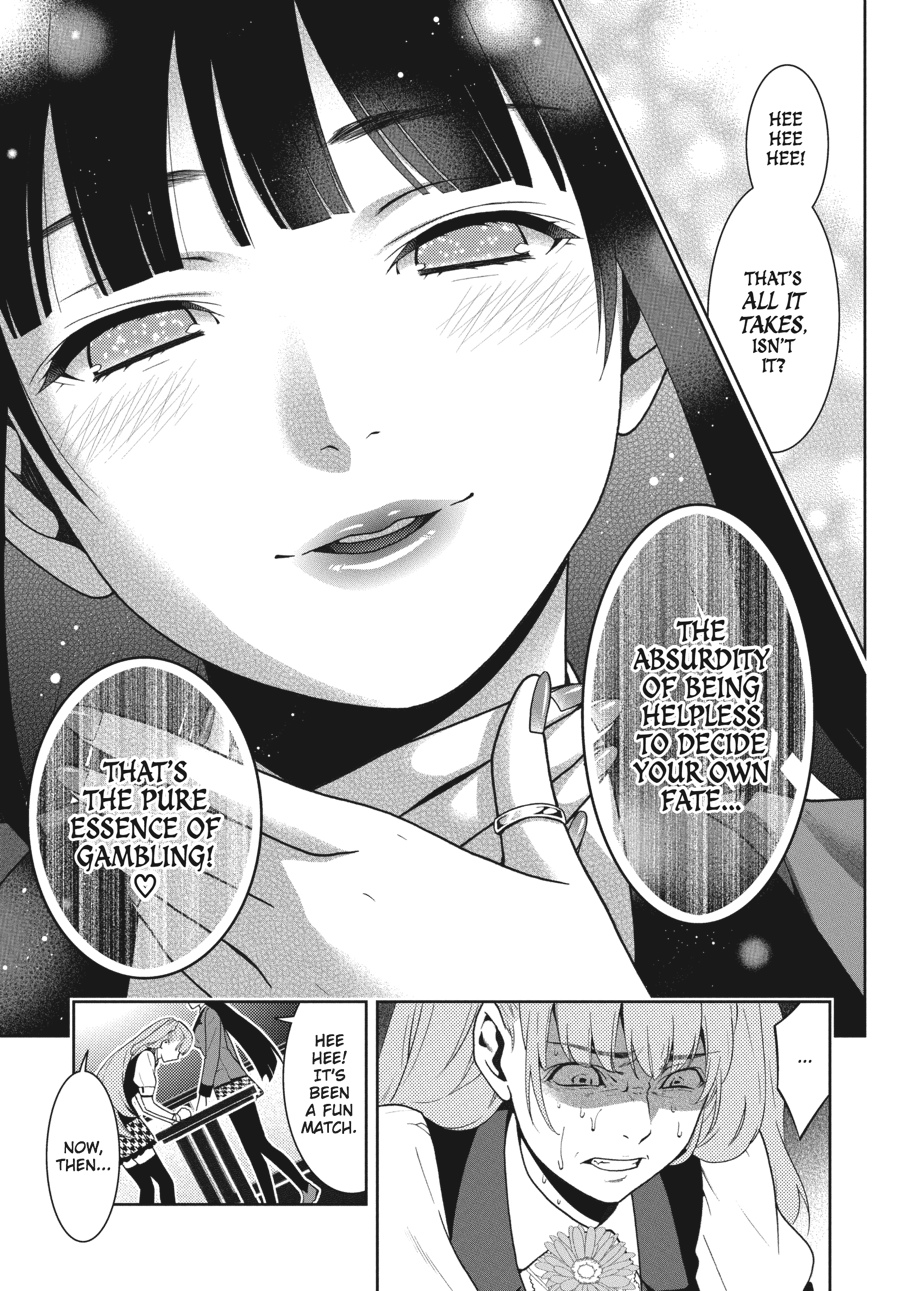 HEE
HEE
HEE!
THAT'S
ALL IT
TAKES,
ISN'T
IT?
THE
ABSURDITY
OF BEING
HELPLESS
TO DECIDE
YOUR OWN
FATE...
THAT'S
THE PURE
ESSENCE OF
GAMBLING!
♡
...
HEE
HEE!
IT'S
BEEN
A FUN
MATCH.
NOW,
THEN...